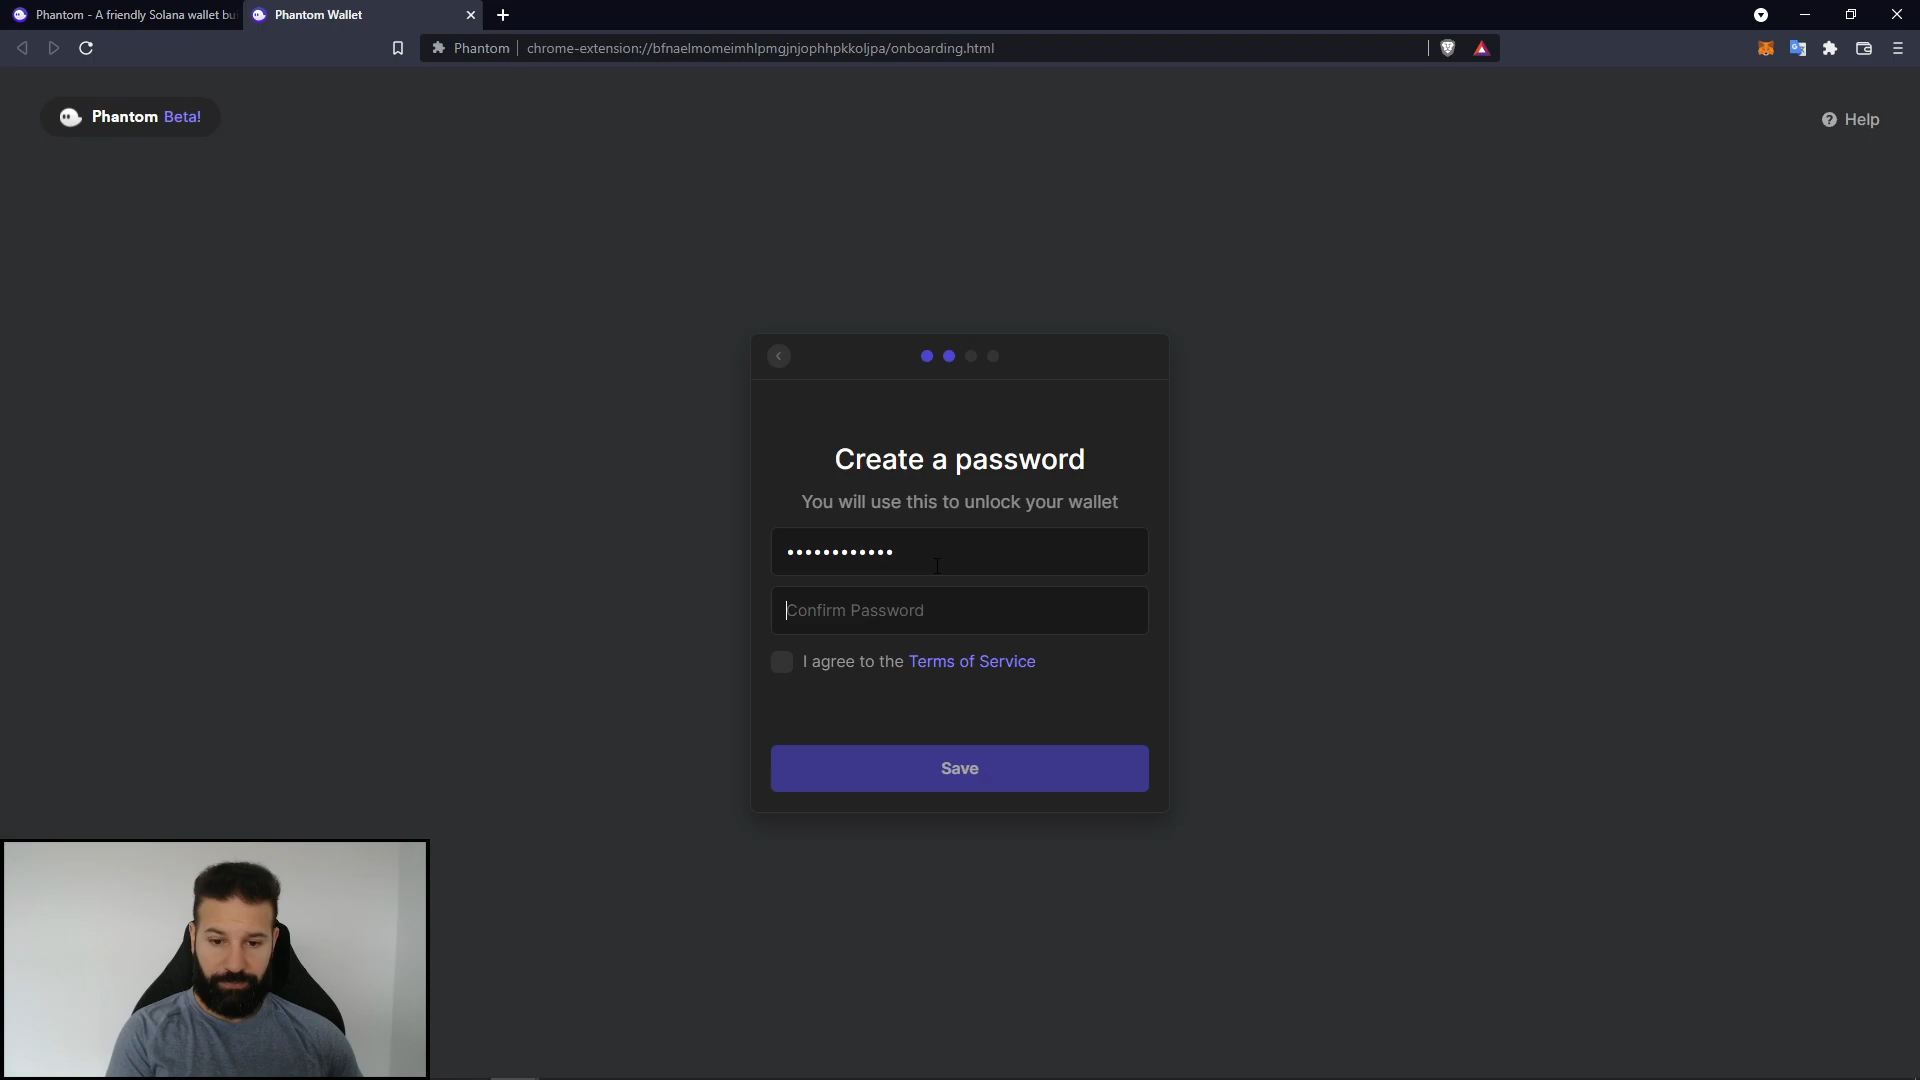 Phantom - A friendly Solana wallet bu
Phantom Wallet
Phantom
chrome-extension://bfnaelmomeimhlpmgjnjophhpkkoljpa/onboarding.html
Phantom Beta!
Help
Create a password
You will use this to unlock your wallet
••••••••••••
Confirm Password
I agree to the Terms of Service
Save